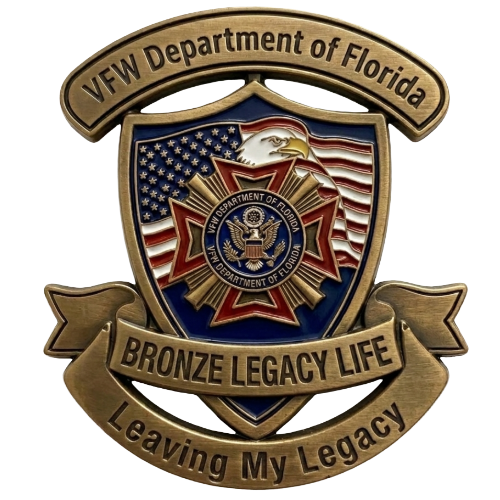 VFW Department of Florida
VFW DEPARTMENT OF FLORIDA
VFW DEPARTMENT OF FLORIDA
BRONZE LEGACY LIFE
Leaving My Legacy